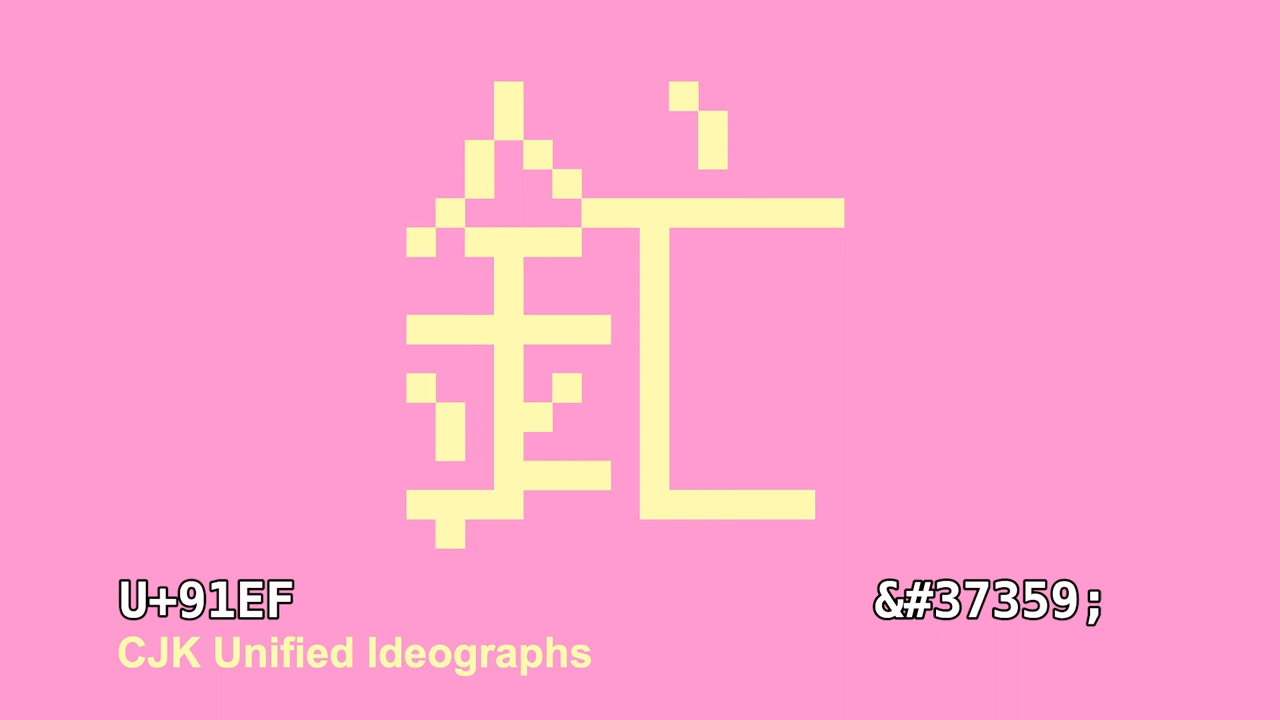 釯
U+91EF
&#37359;
CJK Unified Ideographs